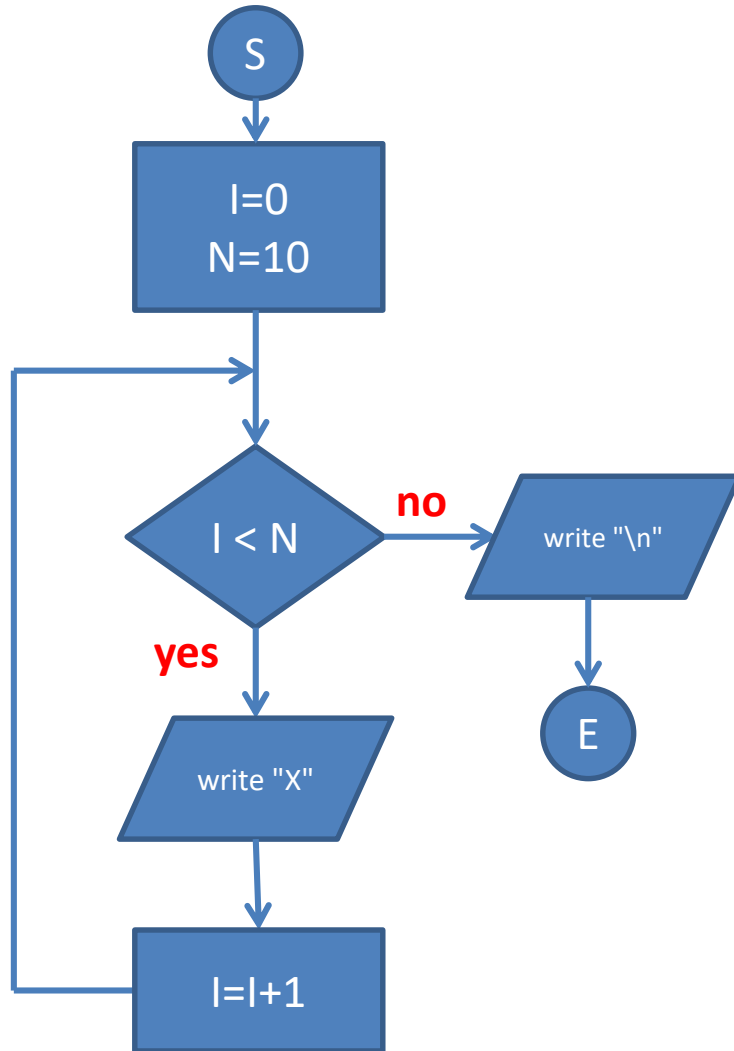 S
I=0
N=10
I < N
no
write "\n"
yes
E
write "X"
I=I+1